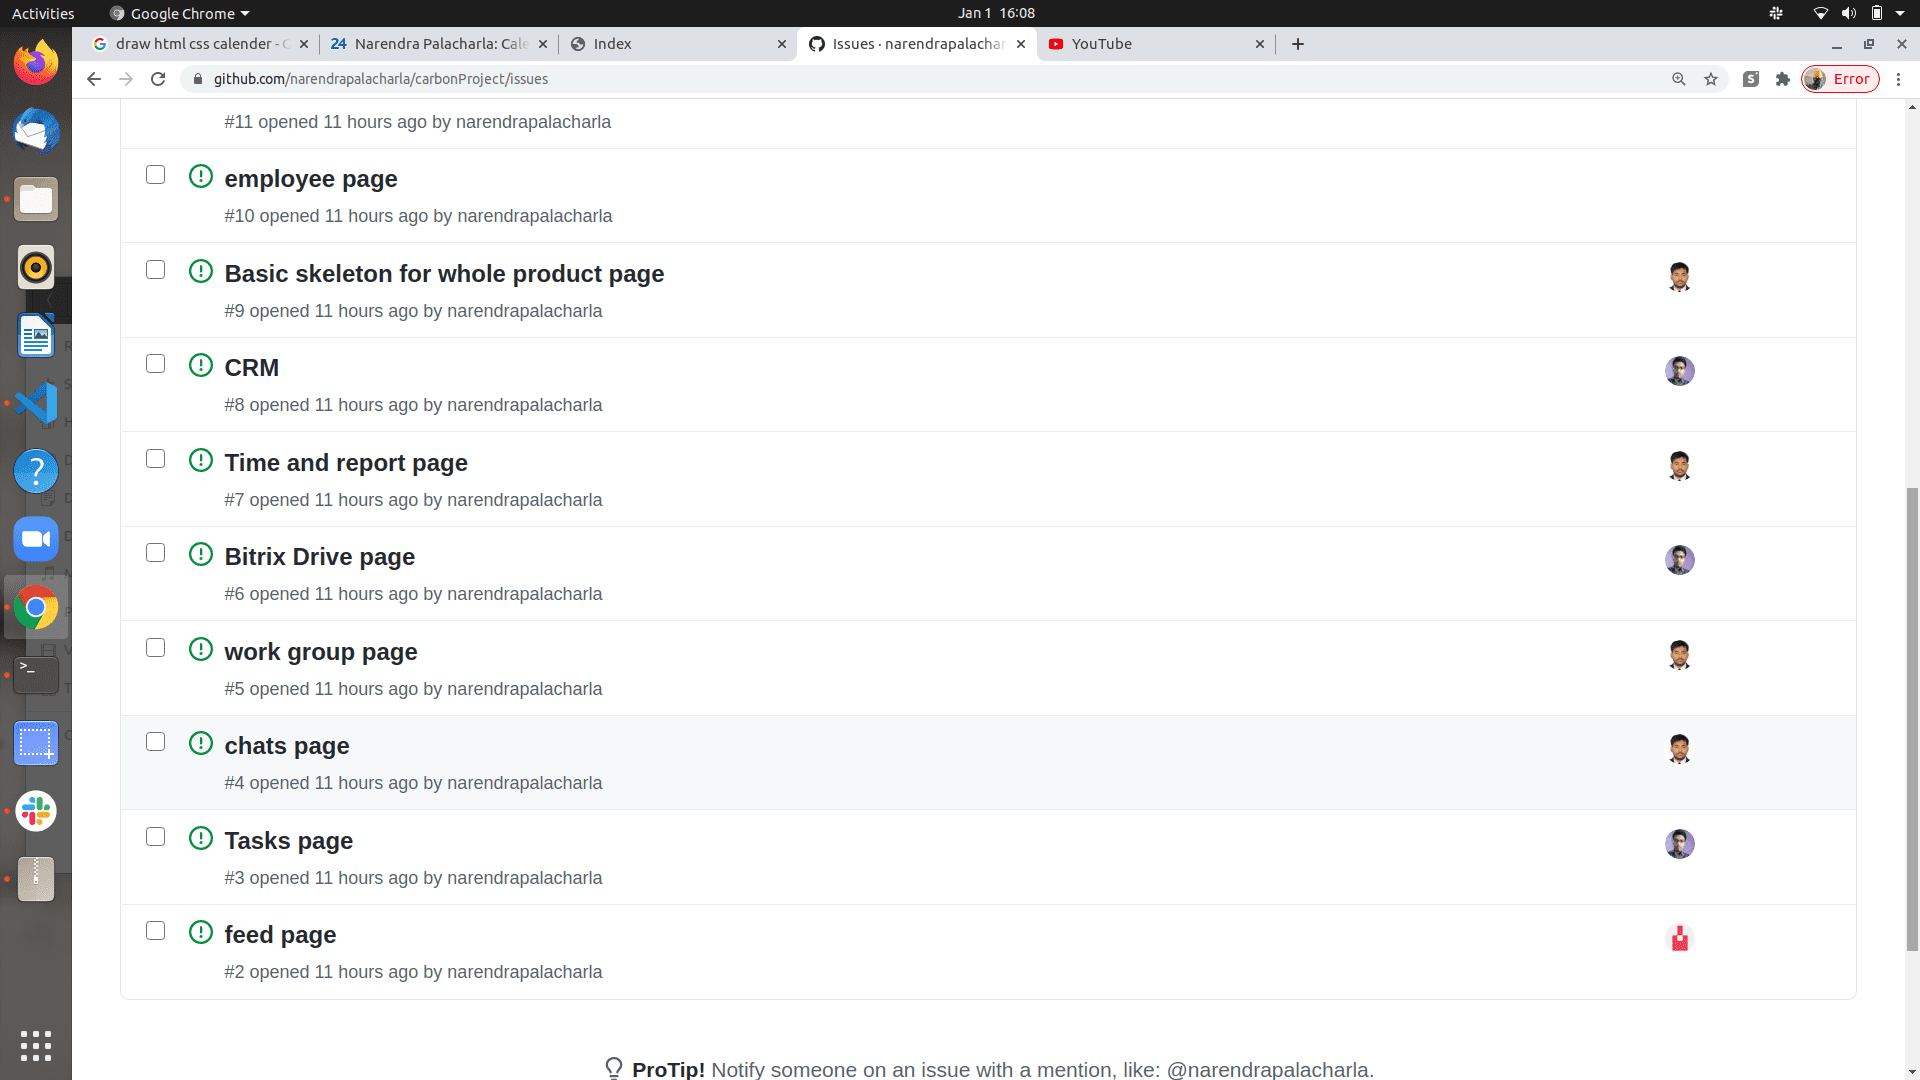 Activities
Google Chrome
Jan 1 16:08
draw html css calender - 
24 Narendra Palacharla: Cale
Index
Issues · narendrapalachar
YouTube
github.com/narendrapalacharla/carbonProject/issues
Error
#11 opened 11 hours ago by narendrapalacharla
employee page
#10 opened 11 hours ago by narendrapalacharla
Basic skeleton for whole product page
#9 opened 11 hours ago by narendrapalacharla
CRM
#8 opened 11 hours ago by narendrapalacharla
Time and report page
#7 opened 11 hours ago by narendrapalacharla
Bitrix Drive page
#6 opened 11 hours ago by narendrapalacharla
work group page
#5 opened 11 hours ago by narendrapalacharla
chats page
#4 opened 11 hours ago by narendrapalacharla
Tasks page
#3 opened 11 hours ago by narendrapalacharla
feed page
#2 opened 11 hours ago by narendrapalacharla
ProTip! Notify someone on an issue with a mention, like: @narendrapalacharla.